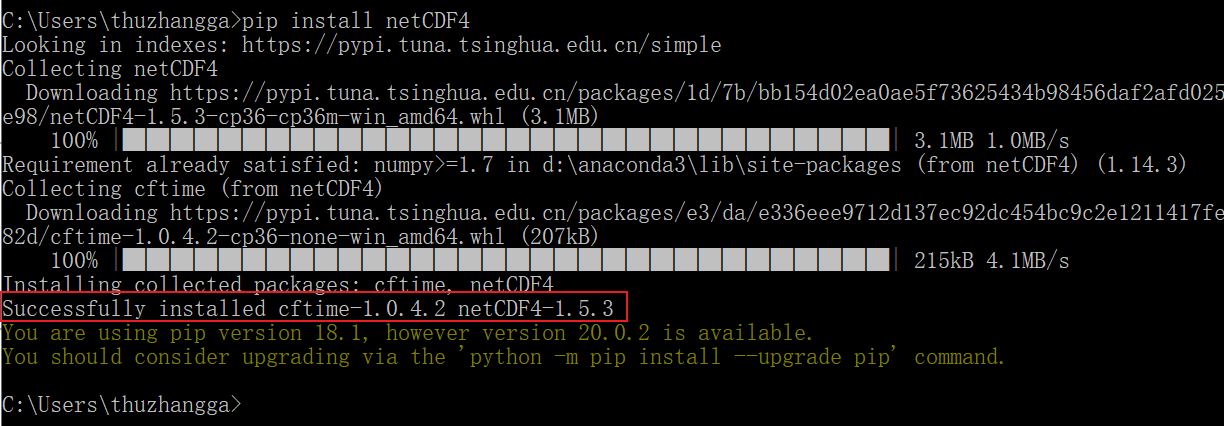 C:\Users\thuzhangga>pip install netCDF4
Looking in indexes: https://pypi.tuna.tsinghua.edu.cn/simple
Collecting netCDF4
  Downloading https://pypi.tuna.tsinghua.edu.cn/packages/1d/7b/bb154d02ea0ae5f73625434b98456daf2afd025
e98/netCDF4-1.5.3-cp36-cp36m-win_amd64.whl (3.1MB)
    100% |████████████████████████████████| 3.1MB 1.0MB/s
Requirement already satisfied: numpy>=1.7 in d:\anaconda3\lib\site-packages (from netCDF4) (1.14.3)
Collecting cftime (from netCDF4)
  Downloading https://pypi.tuna.tsinghua.edu.cn/packages/e3/da/e336eee9712d137ec92dc454bc9c2e1211417fe
82d/cftime-1.0.4.2-cp36-none-win_amd64.whl (207kB)
    100% |████████████████████████████████| 215kB 4.1MB/s
Installing collected packages: cftime, netCDF4
Successfully installed cftime-1.0.4.2 netCDF4-1.5.3
You are using pip version 18.1, however version 20.0.2 is available.
You should consider upgrading via the 'python -m pip install --upgrade pip' command.
C:\Users\thuzhangga>